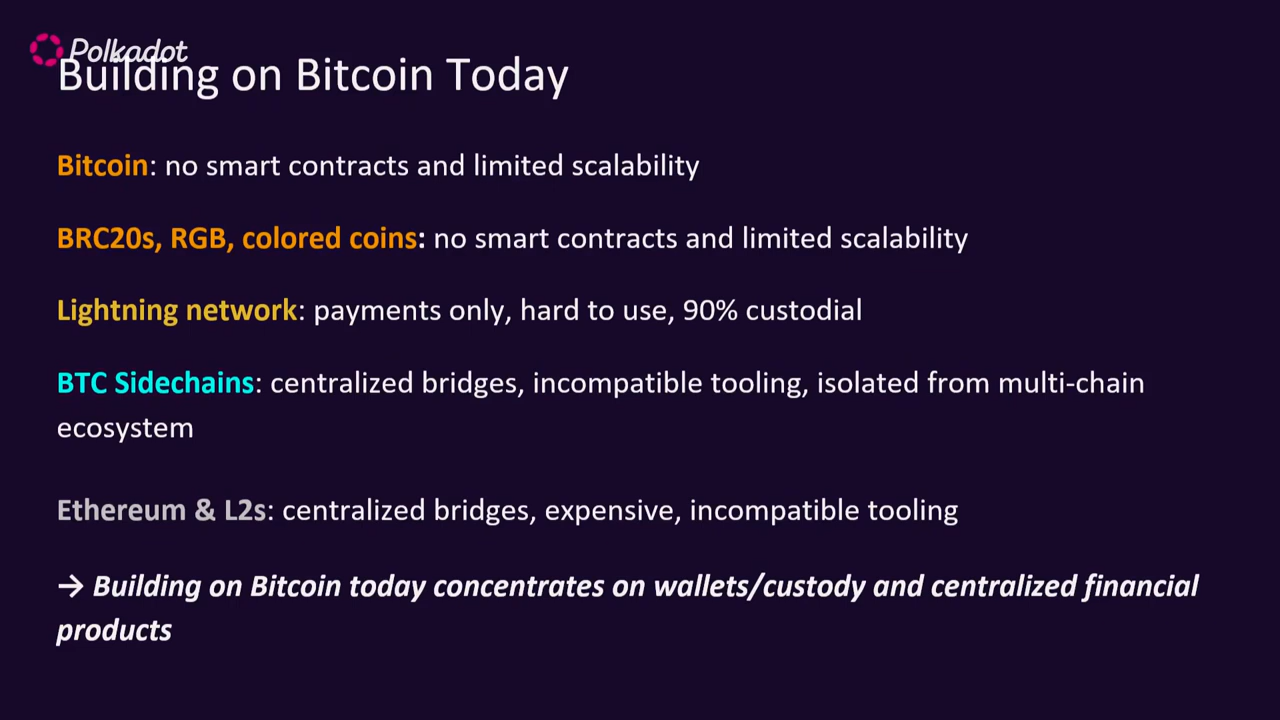 Polkadot
Building on Bitcoin Today
Bitcoin: no smart contracts and limited scalability
BRC20s, RGB, colored coins: no smart contracts and limited scalability
Lightning network: payments only, hard to use, 90% custodial
BTC Sidechains: centralized bridges, incompatible tooling, isolated from multi-chain
ecosystem
Ethereum & L2s: centralized bridges, expensive, incompatible tooling
→ Building on Bitcoin today concentrates on wallets/custody and centralized financial
products